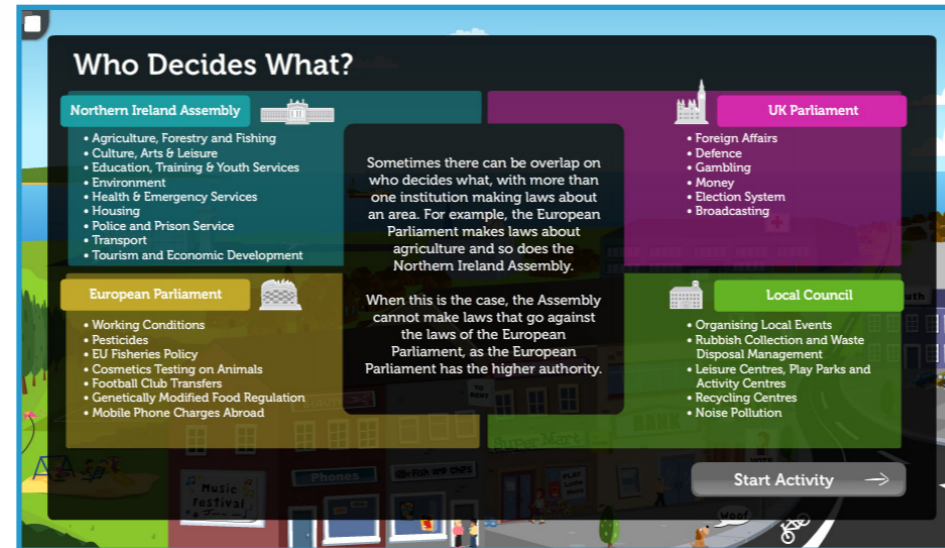 Who Decides What?
Northern Ireland Assembly
• Agriculture, Forestry and Fishing
• Culture, Arts & Leisure
• Education, Training & Youth Services
• Environment
• Health & Emergency Services
• Housing
• Police and Prison Service
• Transport
• Tourism and Economic Development
UK Parliament
• Foreign Affairs
• Defence
• Gambling
• Money
• Election System
• Broadcasting
Sometimes there can be overlap on
who decides what, with more than
one institution making laws about
an area. For example, the European
Parliament makes laws about
agriculture and so does the
Northern Ireland Assembly.
When this is the case, the Assembly
cannot make laws that go against
the laws of the European
Parliament, as the European
Parliament has the higher authority.
European Parliament
• Working Conditions
• Pesticides
• EU Fisheries Policy
• Cosmetics Testing on Animals
• Football Club Transfers
• Genetically Modified Food Regulation
• Mobile Phone Charges Abroad
Local Council
• Organising Local Events
• Rubbish Collection and Waste
Disposal Management
• Leisure Centres, Play Parks and
Activity Centres
• Recycling Centres
• Noise Pollution
TO
RENT
Super Mart
BANK
VOTE
Music
Festival
Phones
Fish and Chips
PLAY
Lotto
Here
Start Activity
Woof